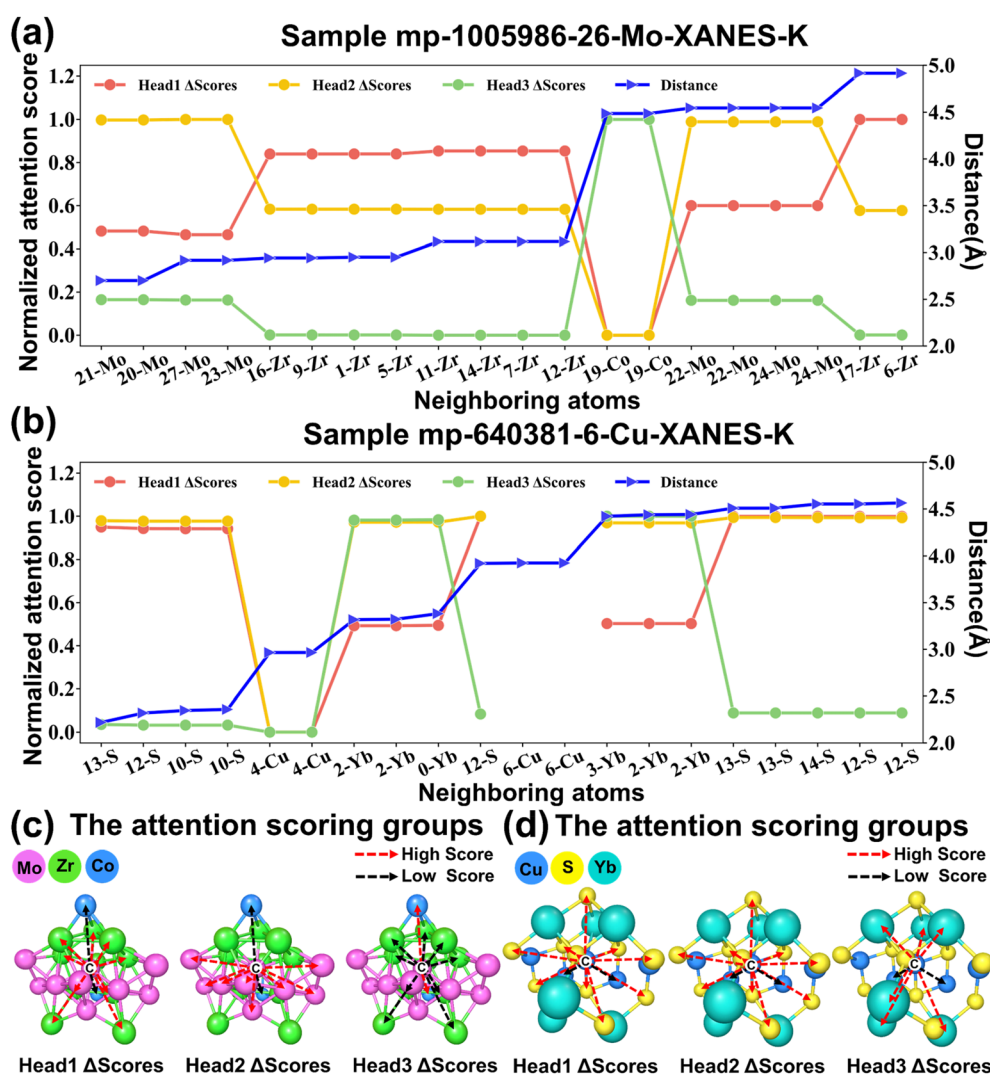 (a)
Sample mp-1005986-26-Mo-XANES-K
Head1 ΔScores Head2 ΔScores Head3 ΔScores Distance
Normalized attention score
1.2
1.0
0.8
0.6
0.4
0.2
0.0
Distance(Å)
5.0
4.5
4.0
3.5
3.0
2.5
2.0
21-Mo 20-Mo 27-Mo 23-Mo 16-Zr 9-Zr 1-Zr 5-Zr 11-Zr 14-Zr 7-Zr 12-Zr 19-Co 19-Co 22-Mo 22-Mo 24-Mo 24-Mo 17-Zr 6-Zr
Neighboring atoms
(b)
Sample mp-640381-6-Cu-XANES-K
Head1 ΔScores Head2 ΔScores Head3 ΔScores Distance
Normalized attention score
1.2
1.0
0.8
0.6
0.4
0.2
0.0
Distance(Å)
5.0
4.5
4.0
3.5
3.0
2.5
2.0
13-S 12-S 10-S 10-S 4-Cu 4-Cu 2-Yb 2-Yb 0-Yb 12-S 6-Cu 6-Cu 3-Yb 2-Yb 2-Yb 13-S 13-S 14-S 12-S 12-S
Neighboring atoms
(c) The attention scoring groups
Mo Zr Co
High Score
Low Score
C C C
Head1 ΔScores Head2 ΔScores Head3 ΔScores
(d) The attention scoring groups
Cu S Yb
High Score
Low Score
C C C
Head1 ΔScores Head2 ΔScores Head3 ΔScores